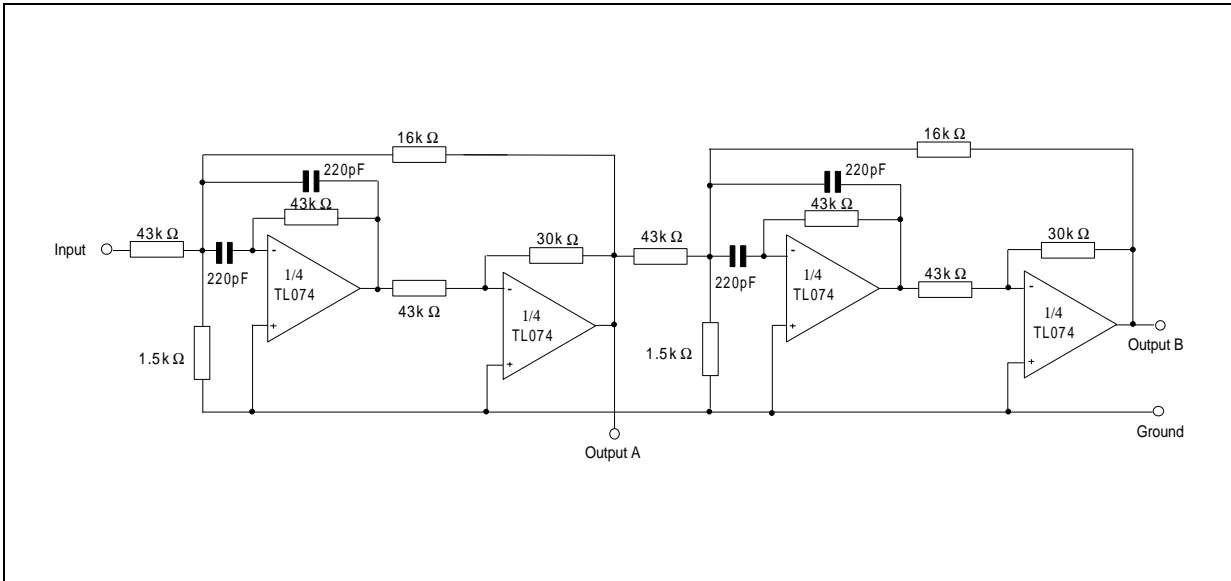 16k Ω
16k Ω
220pF
220pF
43k Ω
43k Ω
Input
43k Ω
30k Ω
43k Ω
30k Ω
220pF
-
1/4
TL074
+
43k Ω
-
1/4
TL074
+
220pF
-
1/4
TL074
+
43k Ω
-
1/4
TL074
+
1.5k Ω
1.5k Ω
Output B
Ground
Output A